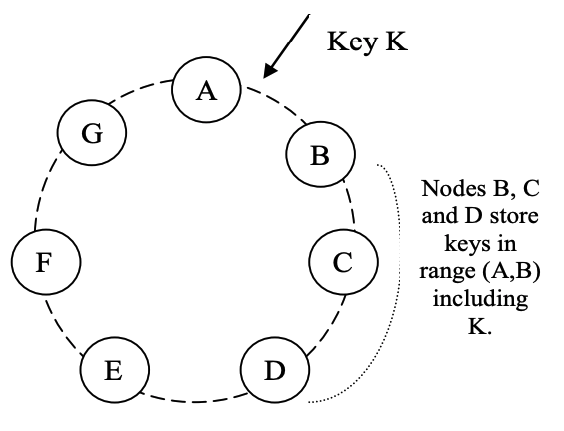 Key K
A
B
C
D
E
F
G
Nodes B, C
and D store
keys in
range (A,B)
including
K.